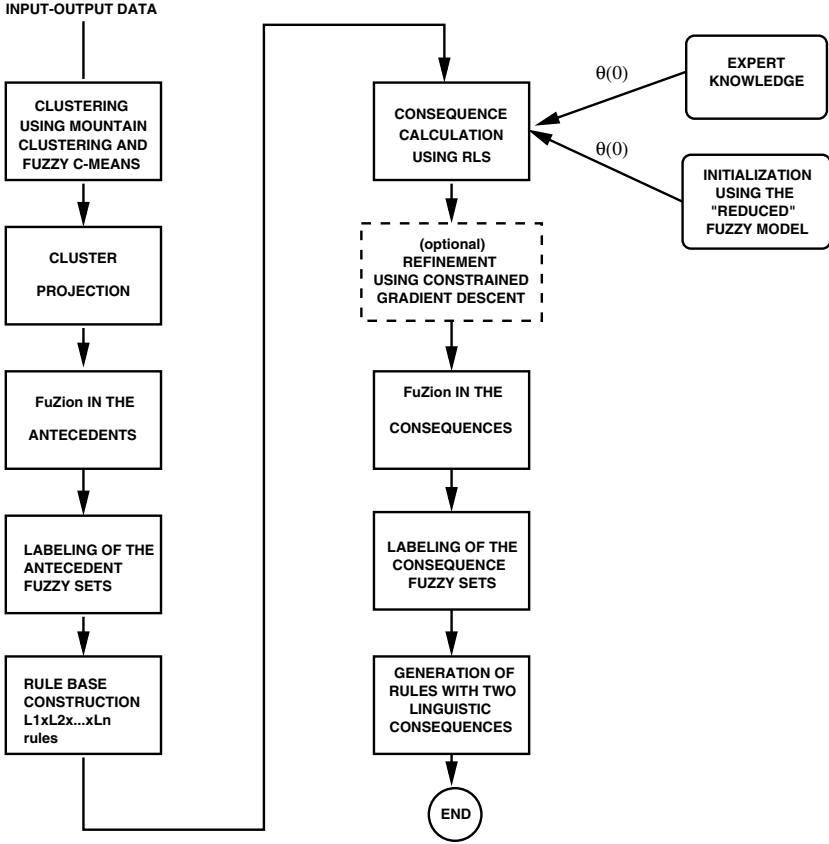 INPUT-OUTPUT DATA
CLUSTERING
USING MOUNTAIN
CLUSTERING AND
FUZZY C-MEANS
CLUSTER
PROJECTION
FuZion IN THE
ANTECEDENTS
LABELING OF THE
ANTECEDENT
FUZZY SETS
RULE BASE
CONSTRUCTION
L1xL2x...xLn
rules
CONSEQUENCE
CALCULATION
USING RLS
(optional)
REFINEMENT
USING CONSTRAINED
GRADIENT DESCENT
FuZion IN THE
CONSEQUENCES
LABELING OF THE
CONSEQUENCE
FUZZY SETS
GENERATION OF
RULES WITH TWO
LINGUISTIC
CONSEQUENCES
END
θ(0)
EXPERT
KNOWLEDGE
θ(0)
INITIALIZATION
USING THE
"REDUCED"
FUZZY MODEL